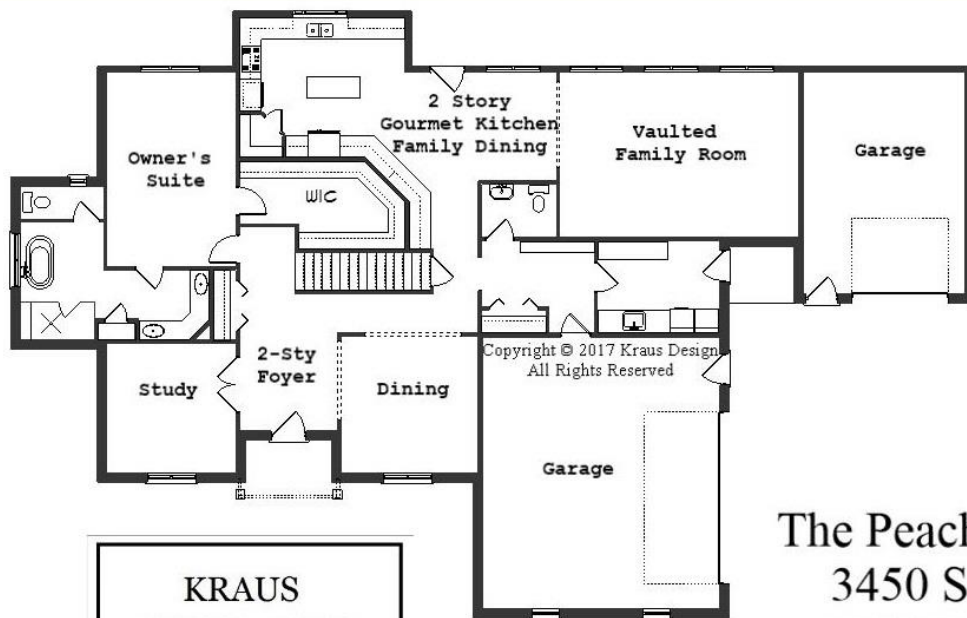 2 Story
Gourmet Kitchen
Family Dining
Vaulted
Family Room
Garage
Owner's
Suite
WIC
Copyright © 2017 Kraus Design
All Rights Reserved
2-Sty
Foyer
Study
Dining
Garage
The Peach
3450 S
KRAUS